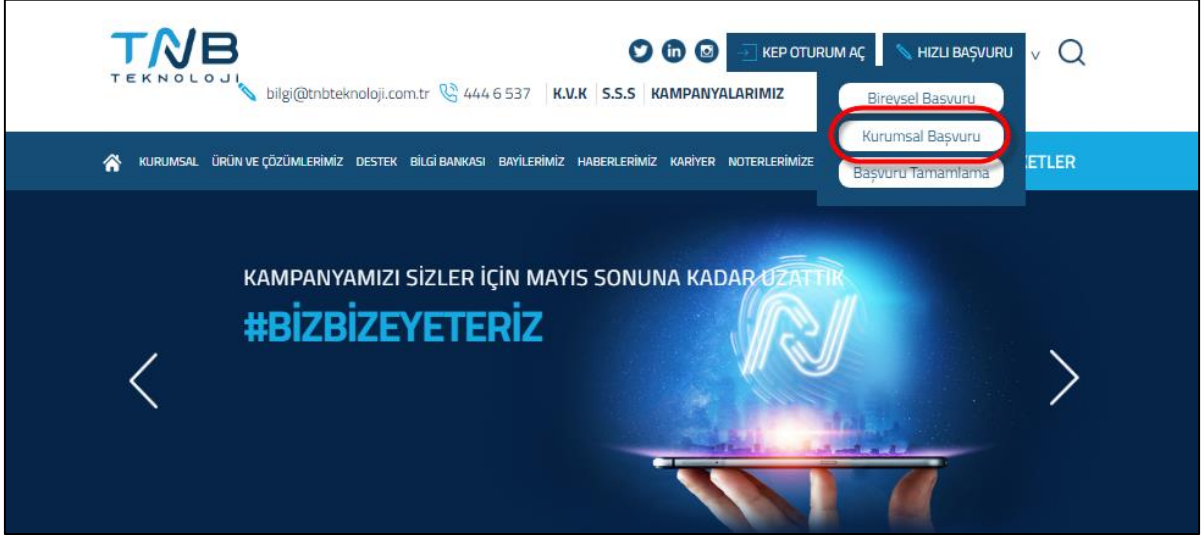 TNB
TEKNOLOJI
KEP OTURUM AÇ
HIZLI BAŞVURU
bilgi@tnbteknoloji.com.tr 444 6 537 K.V.K S.S.S KAMPANYALARIMIZ
Bireysel Basvuru
Kurumsal Başvuru
Başvuru Tamamlama
KURUMSAL ÜRÜN VE ÇÖZÜMLERİMİZ DESTEK BİLGİ BANKASI BAYİLERİMİZ HABERLERİMİZ KARİYER NOTERLERİMİZE ETLER
KAMPANYAMIZI SİZLER İÇİN MAYIS SONUNA KADAR UZATTIK
#BİZBİZEYETERİZ